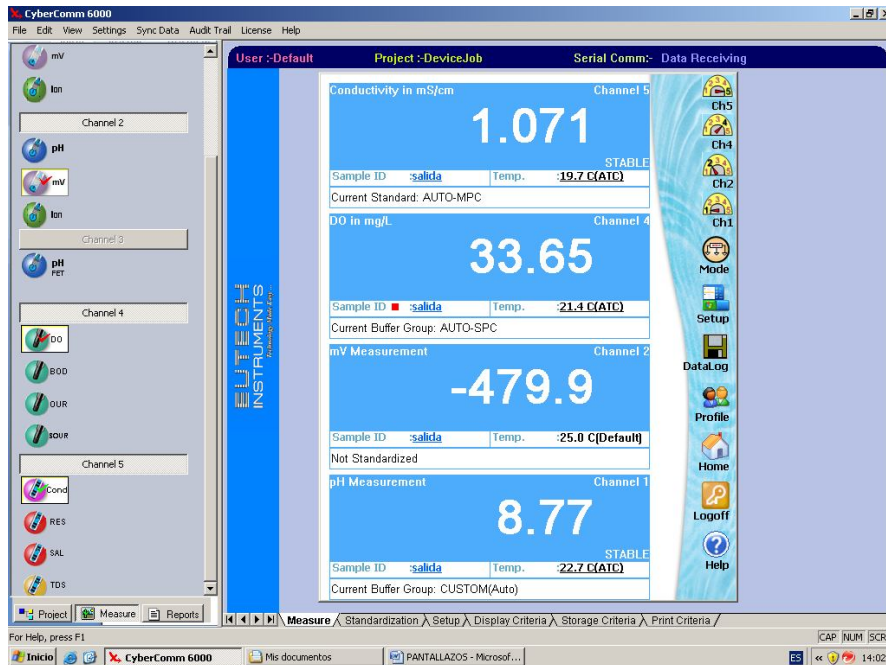 CyberComm 6000
File Edit View Settings Sync Data Audit Trail License Help
mV
Ion
Channel 2
pH
mV
Ion
Channel 3
pH
FET
Channel 4
DO
BOD
OUR
SOUR
Channel 5
Cond
RES
SAL
TDS
Project Measure Reports
User :-Default Project :-DeviceJob Serial Comm:- Data Receiving
EUTECH
INSTRUMENTS
Technology Made Easy...
Conductivity in mS/cm Channel 5
1.071
STABLE
Sample ID :salida Temp. :19.7 C(ATC)
Current Standard: AUTO-MPC
DO in mg/L Channel 4
33.65
Sample ID :salida Temp. :21.4 C(ATC)
Current Buffer Group: AUTO-SPC
mV Measurement Channel 2
-479.9
Sample ID :salida Temp. :25.0 C(Default)
Not Standardized
pH Measurement Channel 1
8.77
STABLE
Sample ID :salida Temp. :22.7 C(ATC)
Current Buffer Group: CUSTOM(Auto)
Ch5
Ch4
Ch2
Ch1
Mode
Setup
DataLog
Profile
Home
Logoff
Help
Measure Standardization Setup Display Criteria Storage Criteria Print Criteria
For Help, press F1 CAP NUM SCR
Inicio CyberComm 6000 Mis documentos PANTALLAZOS - Microsof... ES 14:02